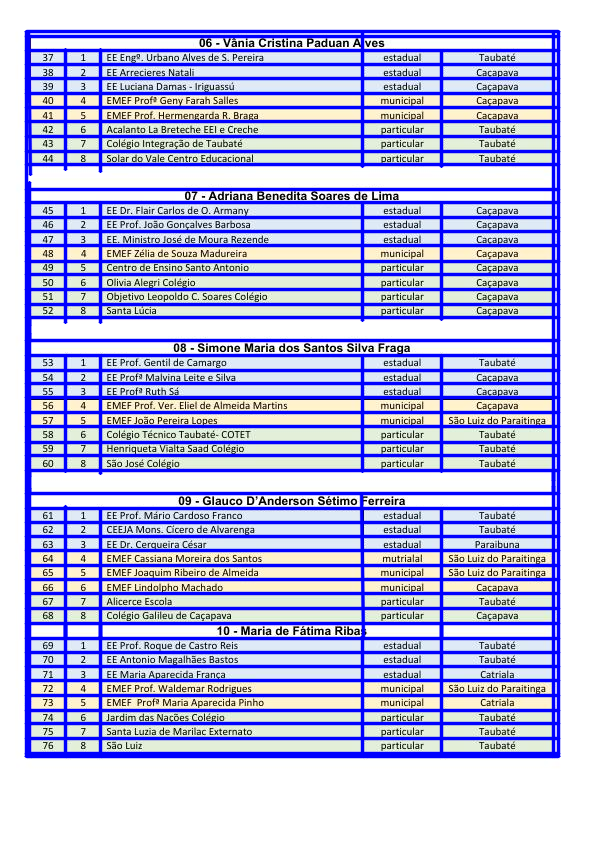 06 - Vânia Cristina Paduan Alves
37 1 EE Engº. Urbano Alves de S. Pereira estadual Taubaté
38 2 EE Arrecieres Natali estadual Caçapava
39 3 EE Luciana Damas - Iriguassú estadual Caçapava
40 4 EMEF Profª Geny Farah Salles municipal Caçapava
41 5 EMEF Prof. Hermengarda R. Braga municipal Caçapava
42 6 Acalanto La Breteche EEI e Creche particular Taubaté
43 7 Colégio Integração de Taubaté particular Taubaté
44 8 Solar do Vale Centro Educacional particular Taubaté
07 - Adriana Benedita Soares de Lima
45 1 EE Dr. Flair Carlos de O. Armany estadual Caçapava
46 2 EE Prof. João Gonçalves Barbosa estadual Caçapava
47 3 EE. Ministro José de Moura Rezende estadual Caçapava
48 4 EMEF Zélia de Souza Madureira municipal Caçapava
49 5 Centro de Ensino Santo Antonio particular Caçapava
50 6 Olivia Alegri Colégio particular Caçapava
51 7 Objetivo Leopoldo C. Soares Colégio particular Caçapava
52 8 Santa Lúcia particular Caçapava
08 - Simone Maria dos Santos Silva Fraga
53 1 EE Prof. Gentil de Camargo estadual Taubaté
54 2 EE Profª Malvina Leite e Silva estadual Caçapava
55 3 EE Profª Ruth Sá estadual Caçapava
56 4 EMEF Prof. Ver. Eliel de Almeida Martins municipal Caçapava
57 5 EMEF João Pereira Lopes municipal São Luiz do Paraitinga
58 6 Colégio Técnico Taubaté- COTET particular Taubaté
59 7 Henriqueta Vialta Saad Colégio particular Taubaté
60 8 São José Colégio particular Taubaté
09 - Glauco D'Anderson Sétimo Ferreira
61 1 EE Prof. Mário Cardoso Franco estadual Taubaté
62 2 CEEJA Mons. Cícero de Alvarenga estadual Taubaté
63 3 EE Dr. Cerqueira César estadual Paraibuna
64 4 EMEF Cassiana Moreira dos Santos mutrialal São Luiz do Paraitinga
65 5 EMEF Joaquim Ribeiro de Almeida municipal São Luiz do Paraitinga
66 6 EMEF Lindolpho Machado municipal Caçapava
67 7 Alicerce Escola particular Taubaté
68 8 Colégio Galileu de Caçapava particular Caçapava
10 - Maria de Fátima Ribas
69 1 EE Prof. Roque de Castro Reis estadual Taubaté
70 2 EE Antonio Magalhães Bastos estadual Taubaté
71 3 EE Maria Aparecida França estadual Catriala
72 4 EMEF Prof. Waldemar Rodrigues municipal São Luiz do Paraitinga
73 5 EMEF Profª Maria Aparecida Pinho municipal Catriala
74 6 Jardim das Nações Colégio particular Taubaté
75 7 Santa Luzia de Marilac Externato particular Taubaté
76 8 São Luiz particular Taubaté